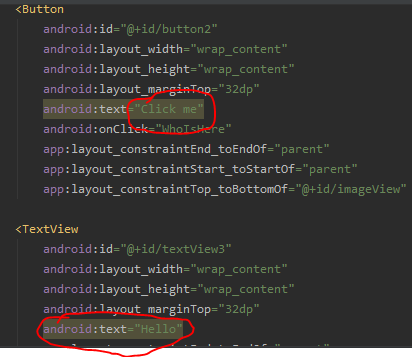 <Button
android:id="@+id/button2"
android:layout_width="wrap_content"
android:layout_height="wrap_content"
android:layout_marginTop="32dp"
android:text="Click me"
android:onClick="WhoIsHere"
app:layout_constraintEnd_toEndOf="parent"
app:layout_constraintStart_toStartOf="parent"
app:layout_constraintTop_toBottomOf="@+id/imageView"
<TextView
android:id="@+id/textView3"
android:layout_width="wrap_content"
android:layout_height="wrap_content"
android:layout_marginTop="32dp"
android:text="Hello"